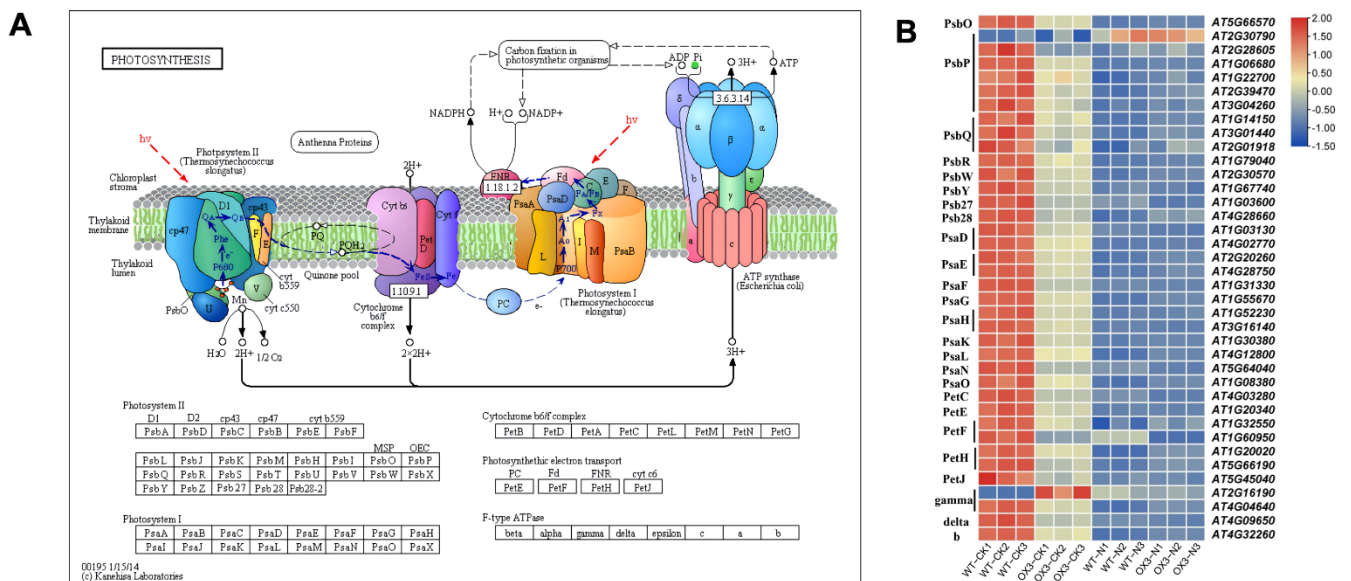 A
PHOTOSYNTHESIS
Carbon fixation in
photosynthetic organisms
ADP Pi
3H+
ATP
3.6.3.14
NADPH
H+
NADP+
hv
hv
Anthenna Proteins
Photpsystem II
(Thermosynechococcus
elongatus)
Chloroplast
stroma
Thylakoid
membrane
Thylakoid
lumen
2H+
FNR
1.18.1.2
Fd
D1
cp43
cp47
QA
QB
Phe
e-
P680
F
E
PQ
PQH2
Quinone pool
cyt
b559
V
cyt c550
PsbO
U
Mn
H2O
2H+
1/2 O2
Cyt b6
Pet
D
Cyt f
FeS
Fe
1.10.9.1
Cytochrome
b6/f
complex
2×2H+
PC
e-
PsaA
PsaD
C
E
F
FA/FB
Fx
A1
A0
P700
L
I
M
PsaB
Photosystem I
(Thermosynechococcus
elongatus)
δ
α
β
α
b
ε
γ
a
c
ATP synthase
(Escherichia coli)
3H+
Photosystem II
D1 D2 cp43 cp47 cyt b559
PsbA PsbD PsbC PsbB PsbE PsbF
MSP OEC
PsbL PsbJ PsbK PsbM PsbH PsbI PsbO PsbP
PsbQ PsbR PsbS PsbT PsbU PsbV PsbW PsbX
PsbY PsbZ Psb27 Psb28 Psb28-2
Photosystem I
PsaA PsaB PsaC PsaD PsaE PsaF PsaG PsaH
PsaI PsaJ PsaK PsaL PsaM PsaN PsaO PsaX
Cytochrome b6/f complex
PetB PetD PetA PetC PetL PetM PetN PetG
Photosynthethic electron transport
PC Fd FNR cyt c6
PetE PetF PetH PetJ
F-type ATPase
beta alpha gamma delta epsilon c a b
00195 1/15/14
(c) Kanehisa Laboratories
B
PsbO
PsbP
PsbQ
PsbR
PsbW
PsbY
Psb27
Psb28
PsaD
PsaE
PsaF
PsaG
PsaH
PsaK
PsaL
PsaN
PsaO
PetC
PetE
PetF
PetH
PetJ
gamma
delta
b
AT5G66570
AT2G30790
AT2G28605
AT1G06680
AT1G22700
AT2G39470
AT3G04260
AT1G14150
AT3G01440
AT2G01918
AT1G79040
AT2G30570
AT1G67740
AT1G03600
AT4G28660
AT1G03130
AT4G02770
AT2G20260
AT4G28750
AT1G31330
AT1G55670
AT1G52230
AT3G16140
AT1G30380
AT4G12800
AT5G64040
AT1G08380
AT4G03280
AT1G20340
AT1G32550
AT1G60950
AT1G20020
AT5G66190
AT5G45040
AT2G16190
AT4G04640
AT4G09650
AT4G32260
WT-CK1
WT-CK2
WT-CK3
OX3-CK1
OX3-CK2
OX3-CK3
WT-N1
WT-N2
WT-N3
OX3-N1
OX3-N2
OX3-N3
2.00
1.50
1.00
0.50
0.00
-0.50
-1.00
-1.50